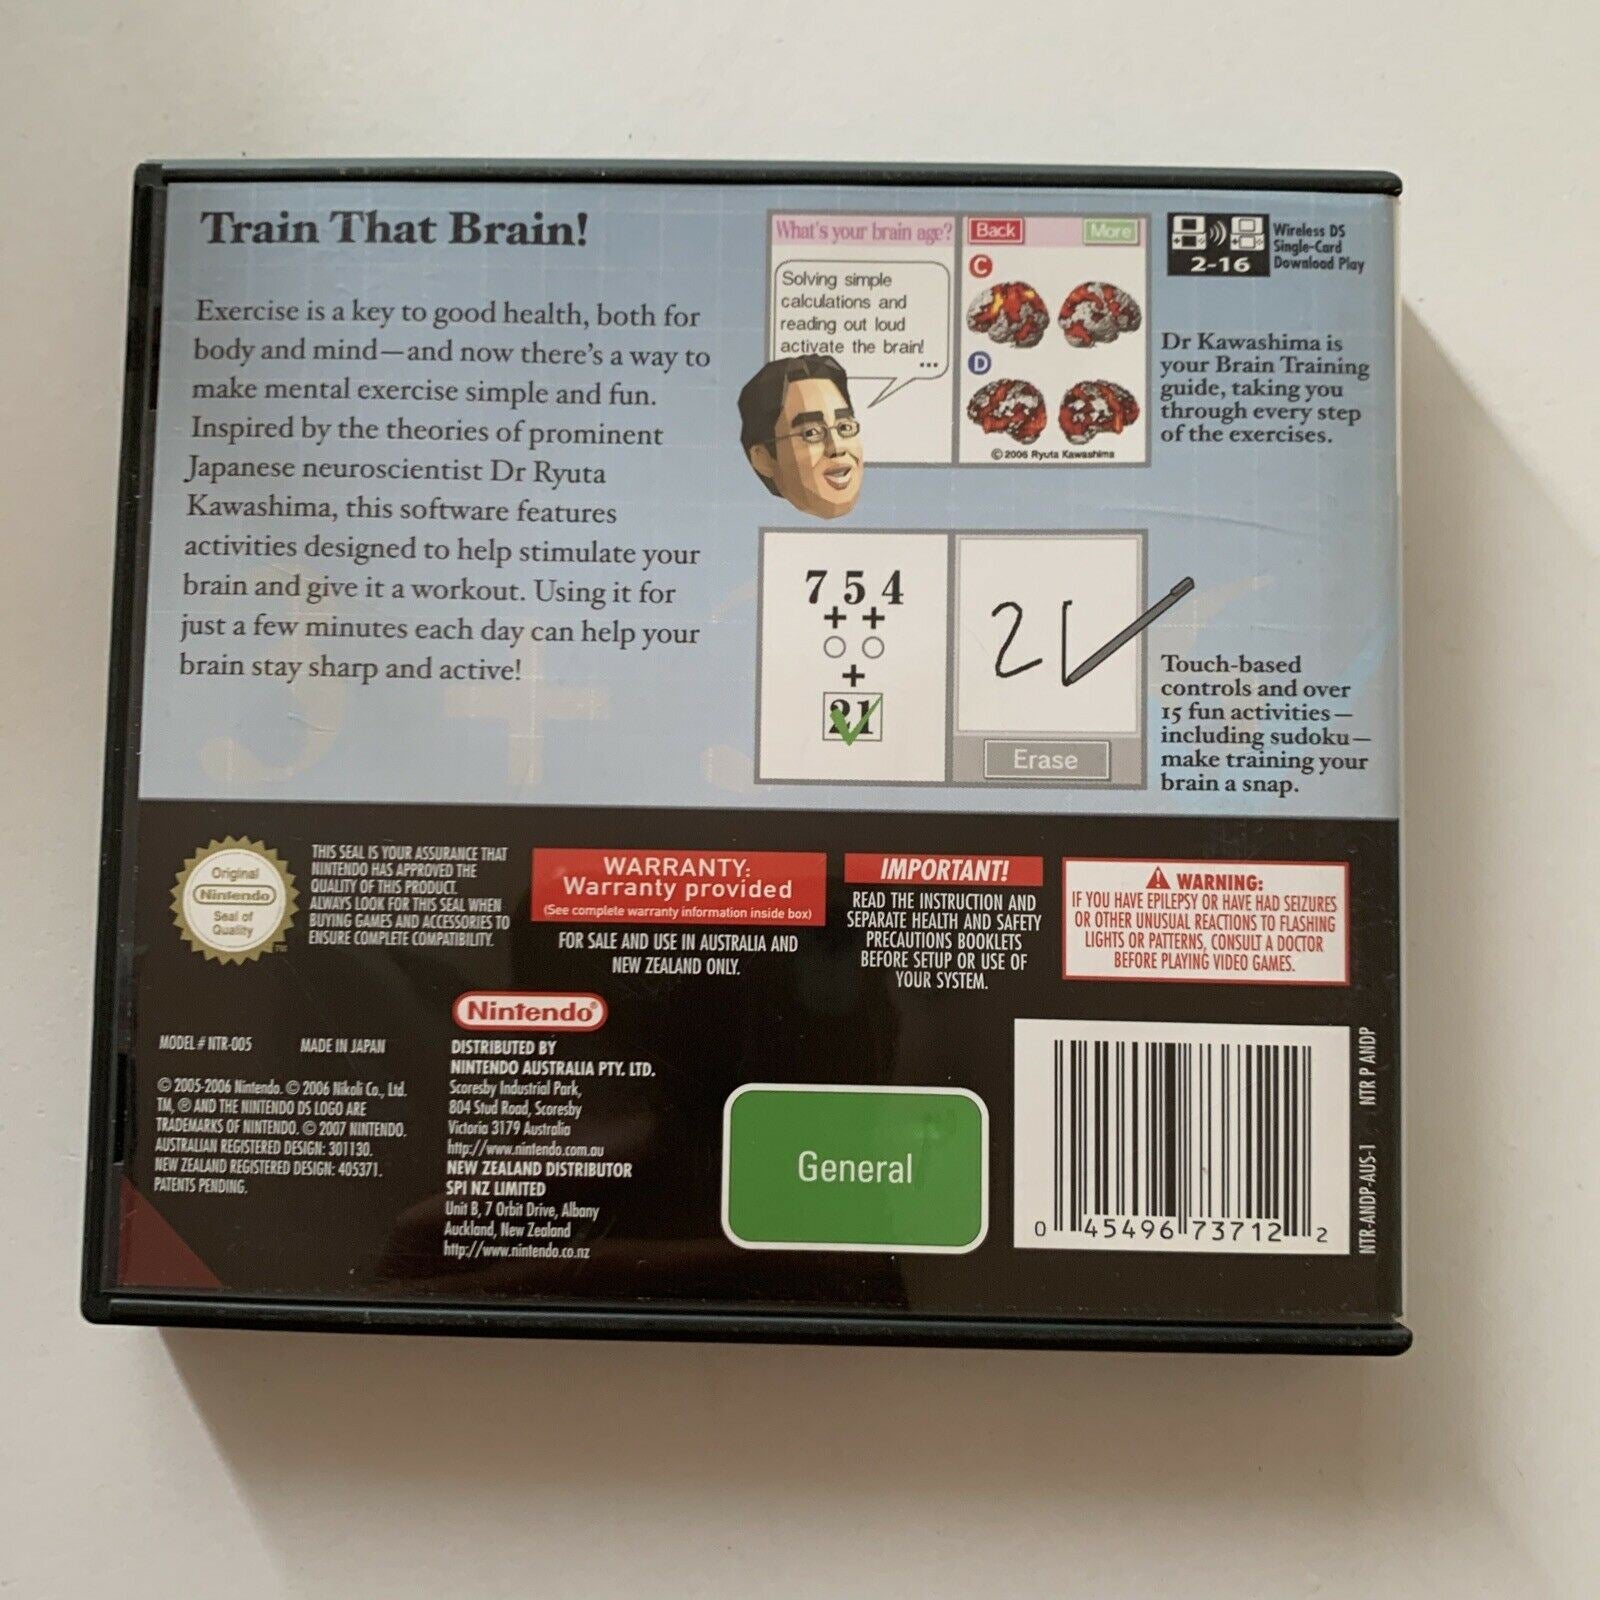 Train That Brain!
Exercise is a key to good health, both for
body and mind—and now there's a way to
make mental exercise simple and fun.
Inspired by the theories of prominent
Japanese neuroscientist Dr Ryuta
Kawashima, this software features
activities designed to help stimulate your
brain and give it a workout. Using it for
just a few minutes each day can help your
brain stay sharp and active!
What's your brain age?
Solving simple
calculations and
reading out loud
activate the brain!
...
Back
More
C
D
©2006 Ryuta Kawashima
2-16
Wireless DS
Single-Card
Download Play
Dr Kawashima is
your Brain Training
guide, taking you
through every step
of the exercises.
7 5 4
+ +
+
21
21
Erase
Touch-based
controls and over
15 fun activities—
including sudoku—
make training your
brain a snap.
Original
Nintendo
Seal of
Quality
TM
THIS SEAL IS YOUR ASSURANCE THAT
NINTENDO HAS APPROVED THE
QUALITY OF THIS PRODUCT.
ALWAYS LOOK FOR THIS SEAL WHEN
BUYING GAMES AND ACCESSORIES TO
ENSURE COMPLETE COMPATIBILITY.
WARRANTY:
Warranty provided
(See complete warranty information inside box)
FOR SALE AND USE IN AUSTRALIA AND
NEW ZEALAND ONLY.
IMPORTANT!
READ THE INSTRUCTION AND
SEPARATE HEALTH AND SAFETY
PRECAUTIONS BOOKLETS
BEFORE SETUP OR USE OF
YOUR SYSTEM.
WARNING:
IF YOU HAVE EPILEPSY OR HAVE HAD SEIZURES
OR OTHER UNUSUAL REACTIONS TO FLASHING
LIGHTS OR PATTERNS, CONSULT A DOCTOR
BEFORE PLAYING VIDEO GAMES.
MODEL # NTR-005 MADE IN JAPAN
© 2005-2006 Nintendo. © 2006 Nikoli Co., Ltd.
TM, ® AND THE NINTENDO DS LOGO ARE
TRADEMARKS OF NINTENDO. © 2007 NINTENDO.
AUSTRALIAN REGISTERED DESIGN: 301130.
NEW ZEALAND REGISTERED DESIGN: 405371.
PATENTS PENDING.
Nintendo®
DISTRIBUTED BY
NINTENDO AUSTRALIA PTY. LTD.
Scoresby Industrial Park,
804 Stud Road, Scoresby
Victoria 3179 Australia
http://www.nintendo.com.au
NEW ZEALAND DISTRIBUTOR
SPI NZ LIMITED
Unit B, 7 Orbit Drive, Albany
Auckland, New Zealand
http://www.nintendo.co.nz
General
0 45496 73712 2
NTR-ANDP-AUS-1 NTR P ANDP